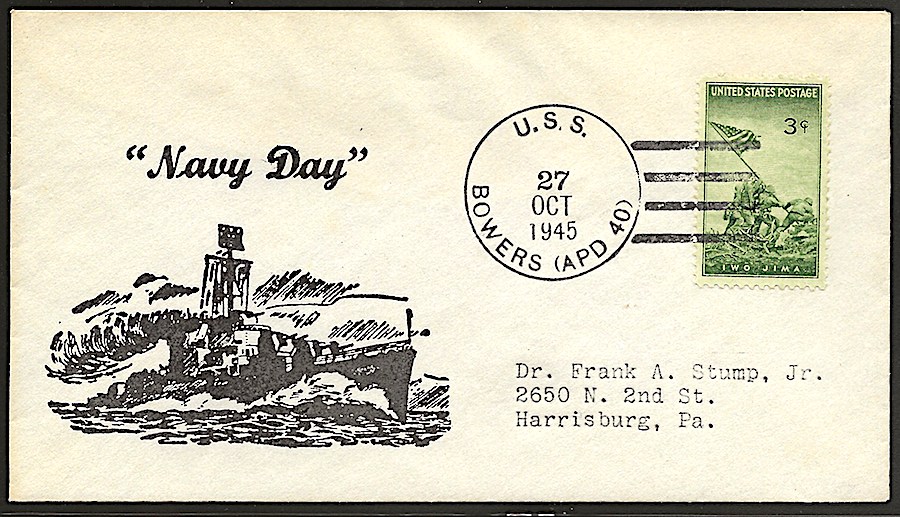 "Navy Day"
U.S.S.
27
OCT
1945
BOWERS (APD 40)
UNITED STATES POSTAGE
3¢
IWO JIMA
Dr. Frank A. Stump, Jr.
2650 N. 2nd St.
Harrisburg, Pa.